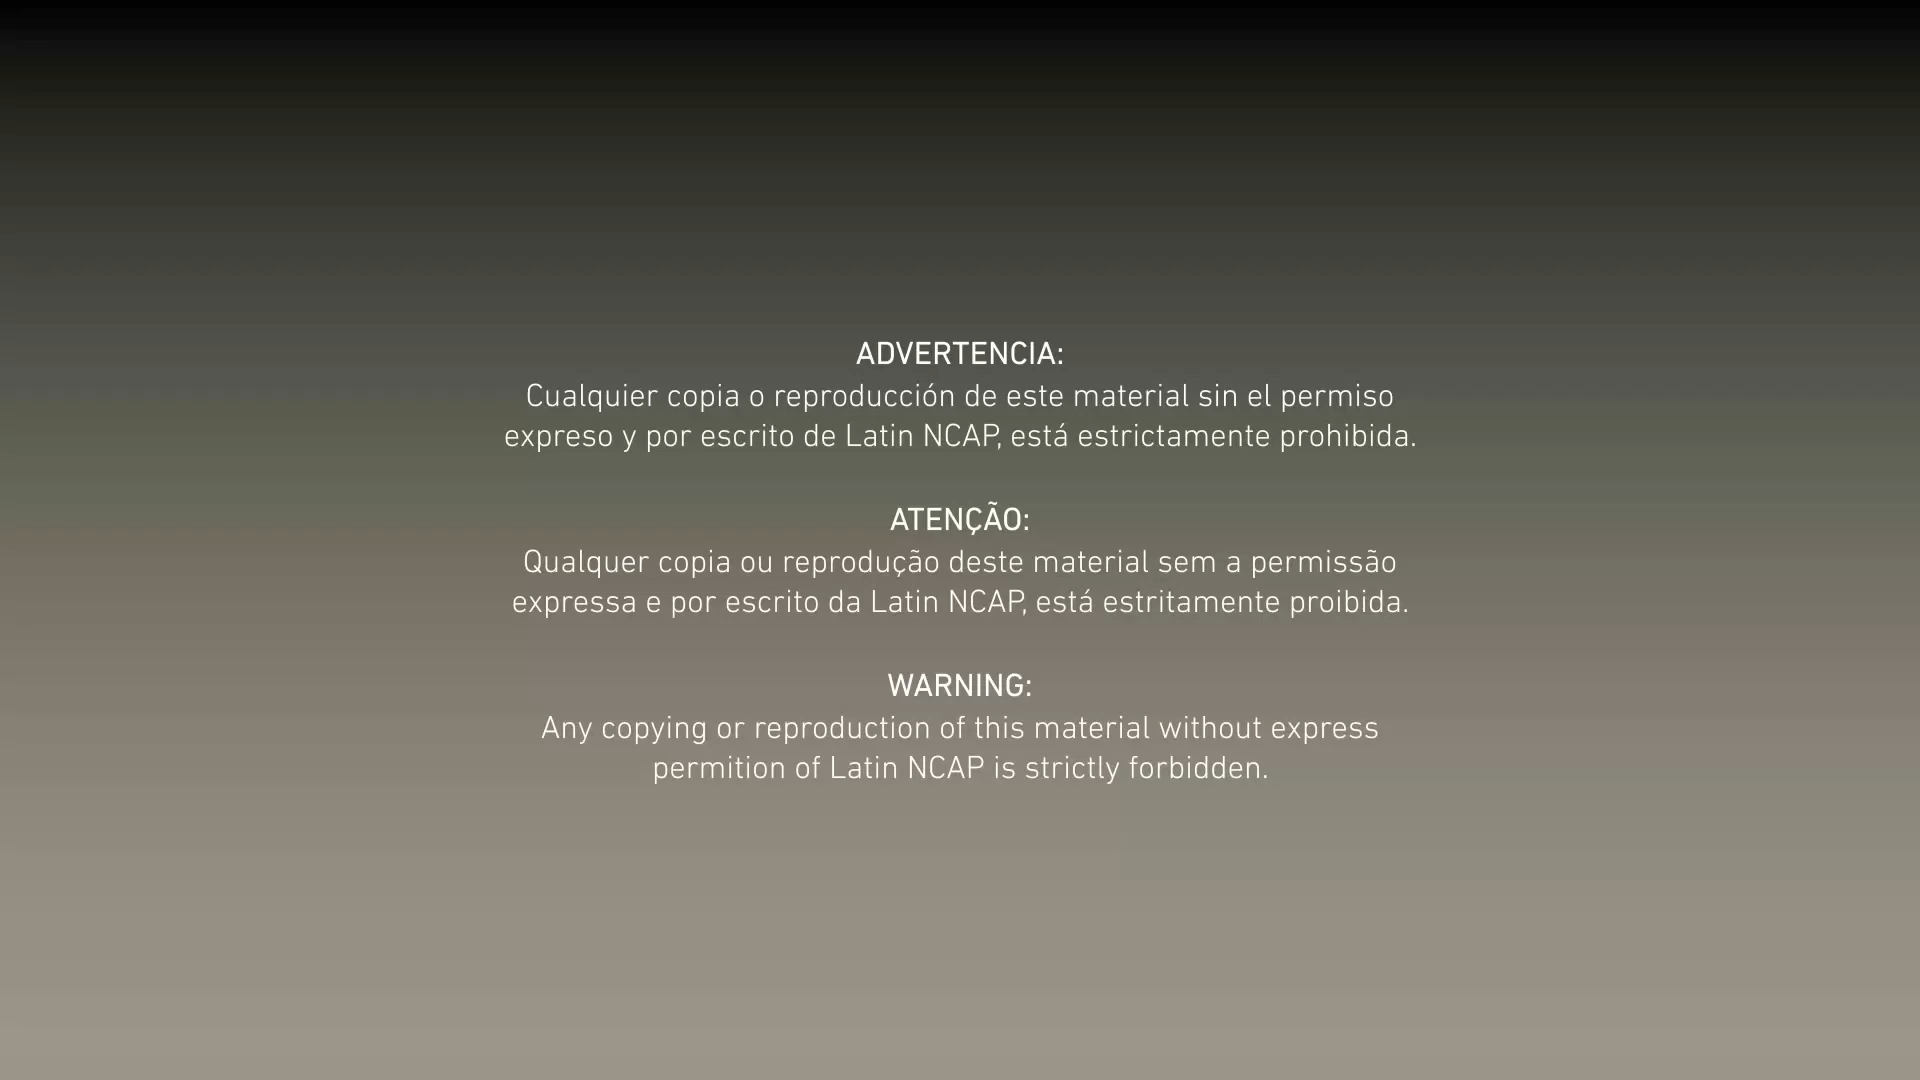 ADVERTENCIA:
Cualquier copia o reproducción de este material sin el permiso
expreso y por escrito de Latin NCAP, está estrictamente prohibida.
ATENÇÃO:
Qualquer copia ou reprodução deste material sem a permissão
expressa e por escrito da Latin NCAP, está estritamente proibida.
WARNING:
Any copying or reproduction of this material without express
permition of Latin NCAP is strictly forbidden.